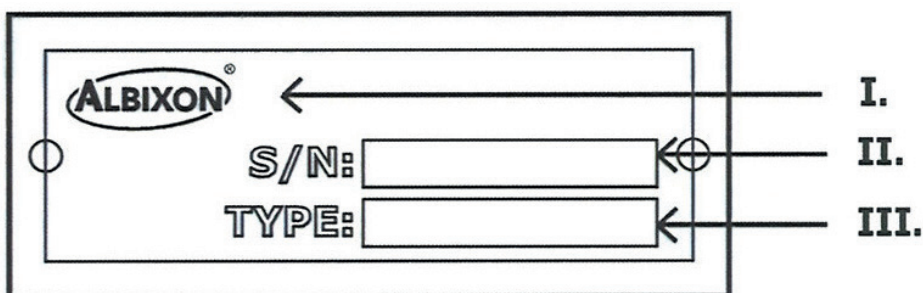 ALBIXON®
I.
S/N:
II.
TYPE:
III.